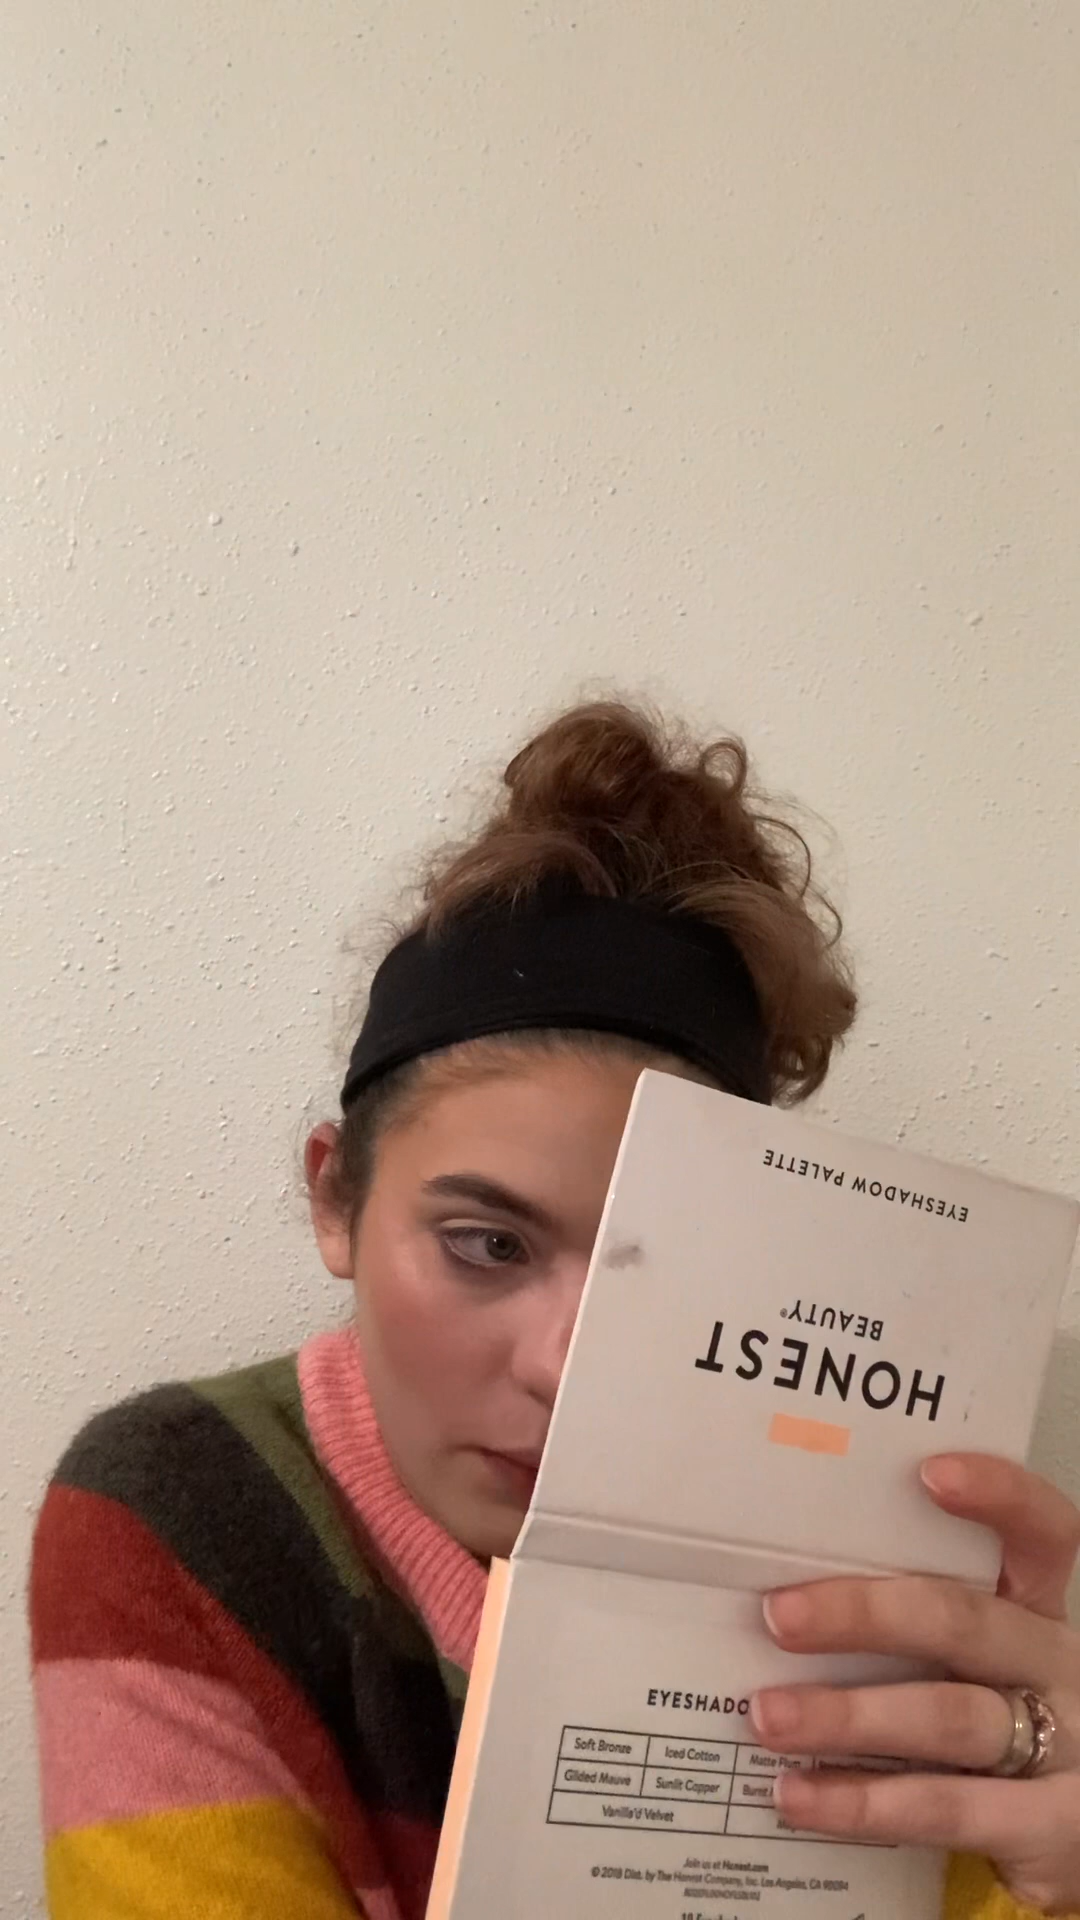 EYESHADOW PALETTE
HONEST
BEAUTY®
EYESHADO
Soft Bronze Iced Cotton Matte Plum
Gilded Mauve Sunlit Copper Burnt
Vanilla'd Velvet
Join us at Honest.com
© 2018 Dist. by The Honest Company, Inc. Los Angeles, CA 90094